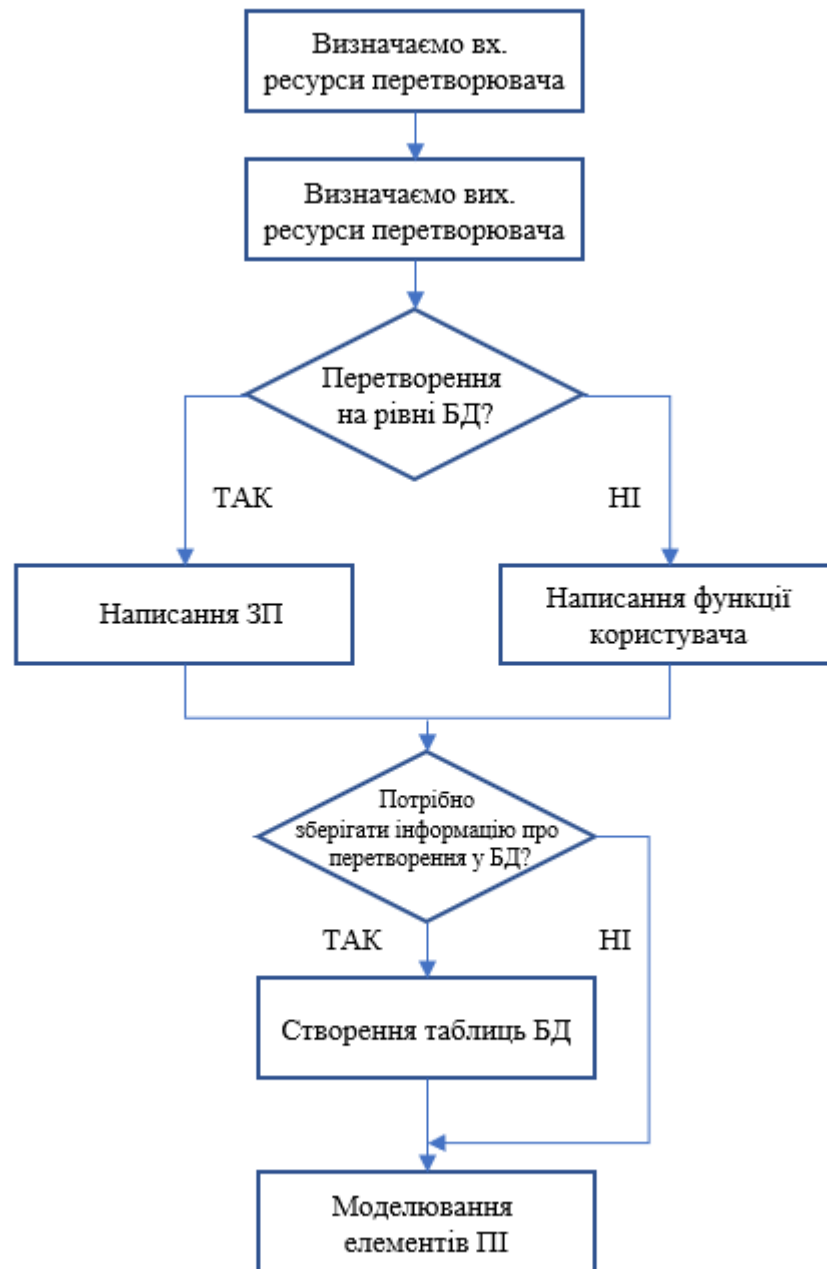 Визначаємо вх.
ресурси перетворювача
Визначаємо вих.
ресурси перетворювача
Перетворення
на рівні БД?
ТАК
НІ
Написання ЗП
Написання функції
користувача
Потрібно
зберігати інформацію про
перетворення у БД?
ТАК
НІ
Створення таблиць БД
Моделювання
елементів ПІ